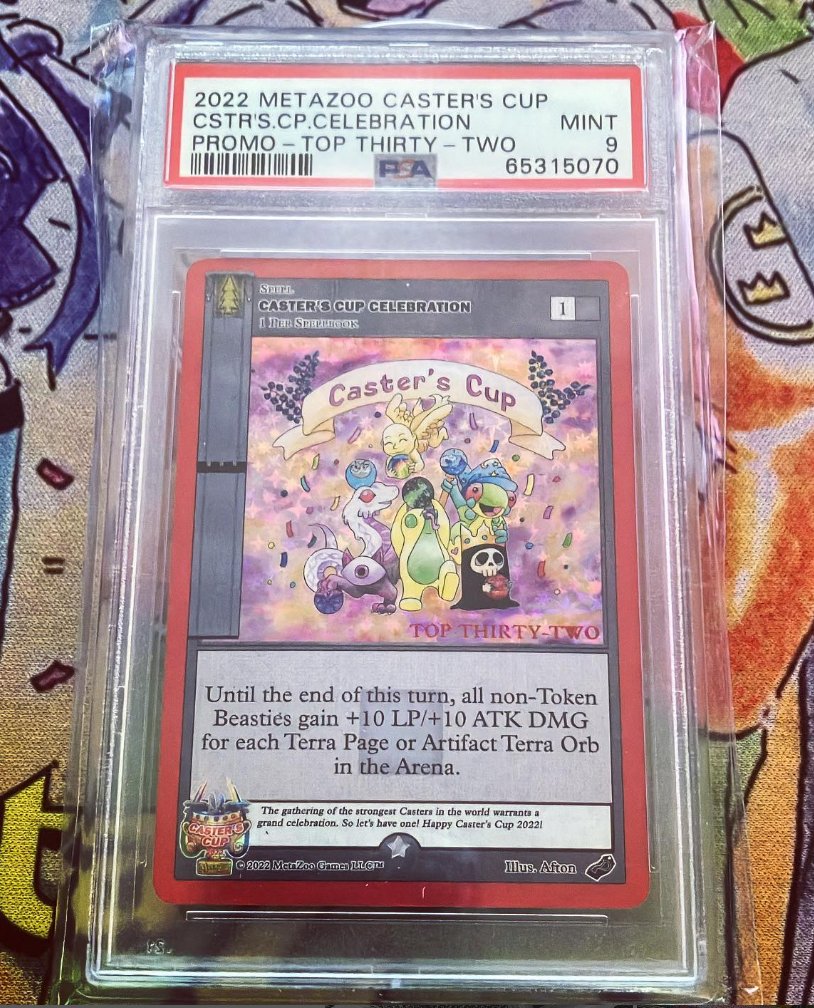 2022 METAZOO CASTER'S CUP
CSTR'S.CP.CELEBRATION MINT
PROMO - TOP THIRTY - TWO 9
PSA 65315070
SPELL
CASTER'S CUP CELEBRATION
1
1 PER SPELLBOOK
Caster's Cup
TOP THIRTY-TWO
Until the end of this turn, all non-Token
Beasties gain +10 LP/+10 ATK DMG
for each Terra Page or Artifact Terra Orb
in the Arena.
The gathering of the strongest Casters in the world warrants a
grand celebration. So let's have one! Happy Caster's Cup 2022!
CASTER'S
CUP
© 2022 MetaZoo Games LLC™
Illus. Afton